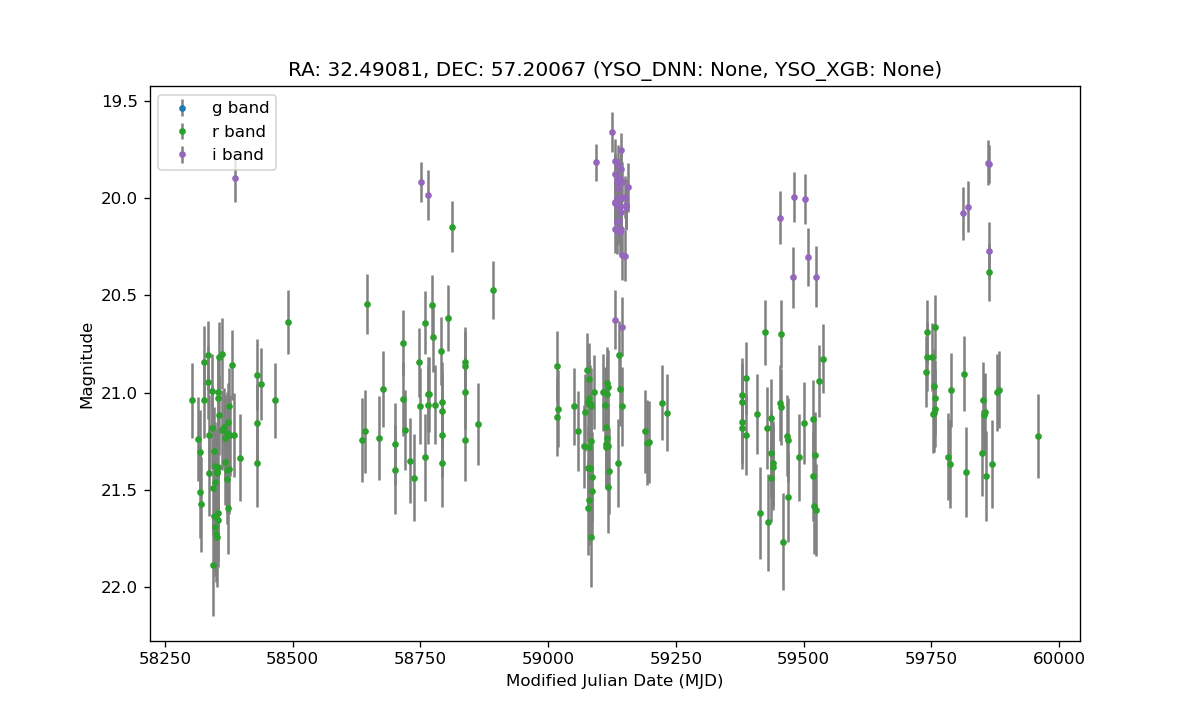 RA: 32.49081, DEC: 57.20067 (YSO_DNN: None, YSO_XGB: None)
g band
r band
i band
19.5
20.0
20.5
21.0
21.5
22.0
Magnitude
58250 58500 58750 59000 59250 59500 59750 60000
Modified Julian Date (MJD)